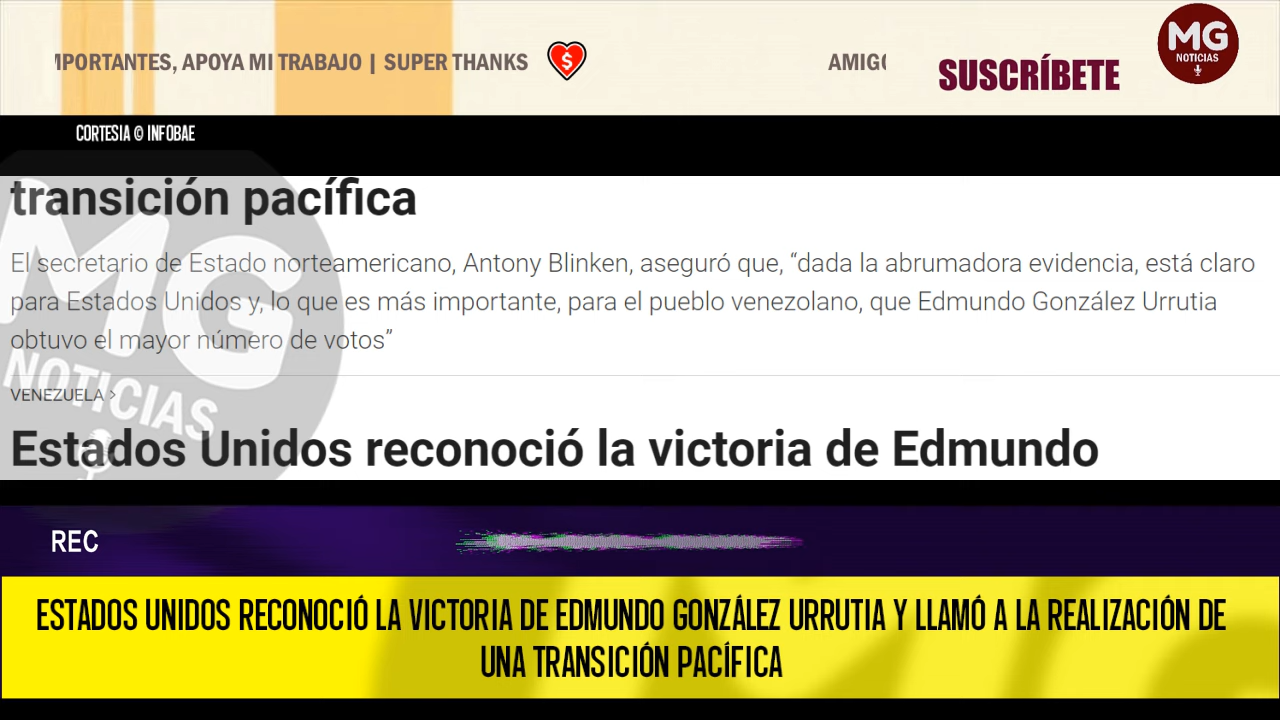 MPORTANTES, APOYA MI TRABAJO | SUPER THANKS
AMIG
SUSCRÍBETE
MG
NOTICIAS
CORTESIA © INFOBAE
transición pacífica
El secretario de Estado norteamericano, Antony Blinken, aseguró que, “dada la abrumadora evidencia, está claro
para Estados Unidos y, lo que es más importante, para el pueblo venezolano, que Edmundo González Urrutia
obtuvo el mayor número de votos”
MG
NOTICIAS
VENEZUELA >
Estados Unidos reconoció la victoria de Edmundo
REC
ESTADOS UNIDOS RECONOCIÓ LA VICTORIA DE EDMUNDO GONZÁLEZ URRUTIA Y LLAMÓ A LA REALIZACIÓN DE
UNA TRANSICIÓN PACÍFICA